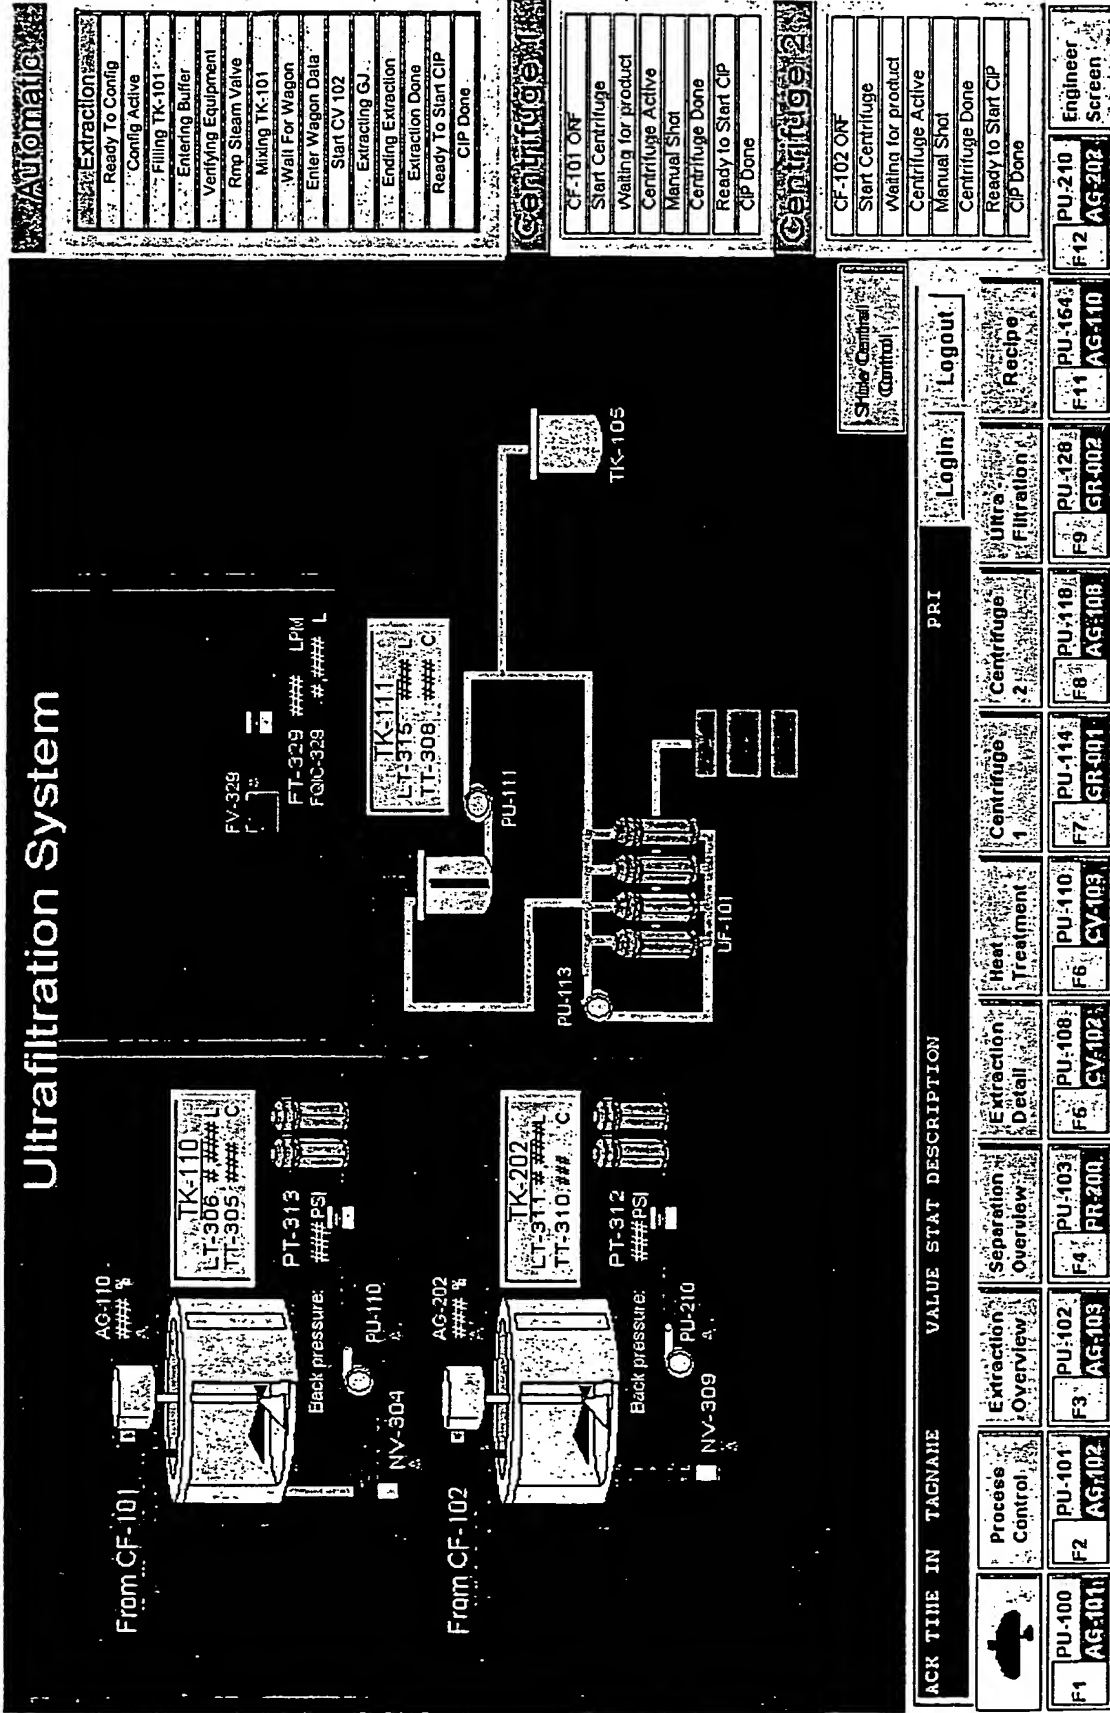 Ultrafiltration System
From CF-101
AG-110
### %
A
TK-110
LT-306 #,### L
TT-305 ### C
Back pressure:
PT-313
###PSI
NV-304
A
PU-110
A
From CF-102
AG-202
### %
A
TK-202
LT-311 #,###L
TT-310 ### C
Back pressure:
PT-312
###PSI
NV-309
A
PU-210
A
FV-329
FT-329 ### LPM
FQIC-329 #,#### L
TK-111
LT-315 ### L
TT-308 ### C
PU-111
PU-113
UF-101
TK-105
Automatic
Extraction
Ready To Config
Config Active
Filling TK-101
Entering Buffer
Verifying Equipment
Rmp Steam Valve
Mixing TK-101
Wait For Wagon
Enter Wagon Data
Start CV 102
Extracting GJ
Ending Extraction
Extraction Done
Ready To Start CIP
CIP Done
Centrifuge 1
CF-101 OFF
Start Centrifuge
Waiting for product
Centrifuge Active
Manual Shot
Centrifuge Done
Ready to Start CIP
CIP Done
Centrifuge 2
CF-102 OFF
Start Centrifuge
Waiting for product
Centrifuge Active
Manual Shot
Centrifuge Done
Ready to Start CIP
CIP Done
Control
ACK TIME IN TAGNAME VALUE STAT DESCRIPTION PRI
Login
Logout
Process Control
Extraction Overview
Separation Overview
Extraction Detail
Heat Treatment
Centrifuge 1
Centrifuge 2
Ultra Filtration
Recipe
Engineer Screen
F1 PU-100 AG-101
F2 PU-101 AG-102
F3 PU-102 AG-103
F4 PU-103 PR-200
F5 PU-108 CV-102
F6 PU-110 CV-103
F7 PU-114 GR-001
F8 PU-118 AG-108
F9 PU-128 GR-002
F11 PU-164 AG-110
F12 PU-210 AG-202